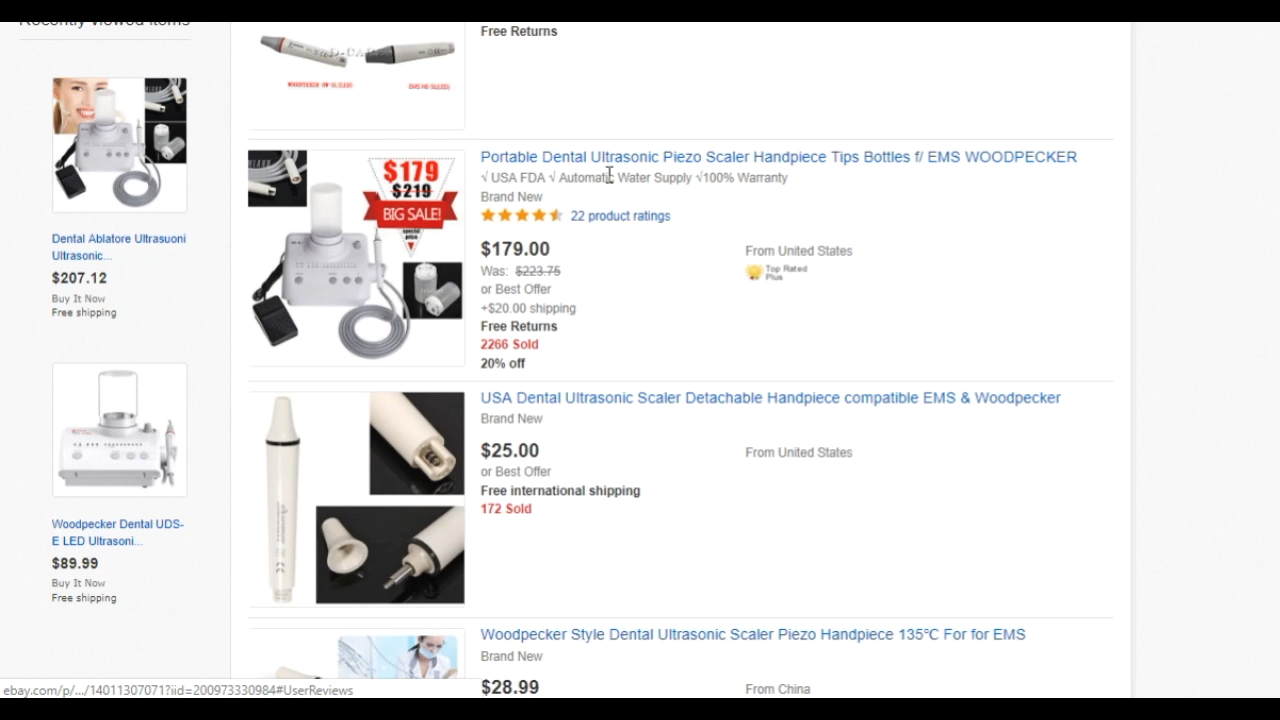 Recently viewed items
Dental Ablatore Ultrasuoni
Ultrasonic...
$207.12
Buy It Now
Free shipping
Woodpecker Dental UDS-
E LED Ultrasoni...
$89.99
Buy It Now
Free shipping
Free Returns
$179
$219
BIG SALE!
special
price
Portable Dental Ultrasonic Piezo Scaler Handpiece Tips Bottles f/ EMS WOODPECKER
√ USA FDA √ Automatic Water Supply √100% Warranty
Brand New
22 product ratings
$179.00
From United States
Was: $223.75
Top Rated
Plus
or Best Offer
+$20.00 shipping
Free Returns
2266 Sold
20% off
USA Dental Ultrasonic Scaler Detachable Handpiece compatible EMS & Woodpecker
Brand New
$25.00
From United States
or Best Offer
Free international shipping
172 Sold
Woodpecker Style Dental Ultrasonic Scaler Piezo Handpiece 135℃ For for EMS
Brand New
$28.99
From China
ebay.com/p/.../14011307071?iid=200973330984#UserReviews